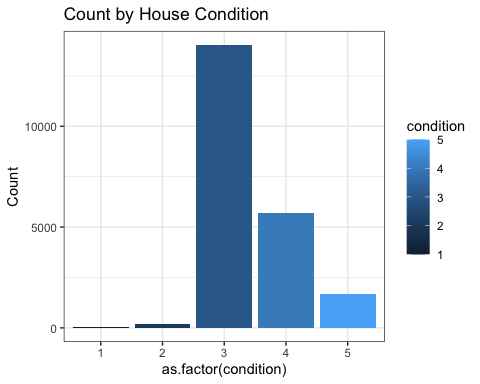 Count by House Condition
Count
10000
5000
0
1 2 3 4 5
as.factor(condition)
condition
5
4
3
2
1